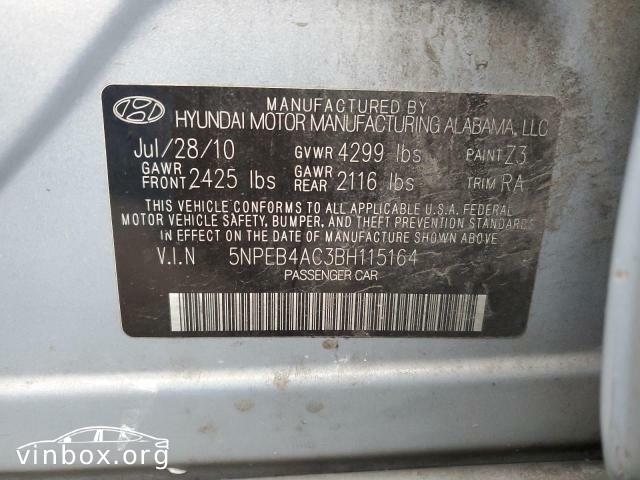 MANUFACTURED BY
HYUNDAI MOTOR MANUFACTURING ALABAMA, LLC
Jul/28/10 GVWR 4299 lbs PAINT Z3
GAWR FRONT 2425 lbs GAWR REAR 2116 lbs TRIM RA
THIS VEHICLE CONFORMS TO ALL APPLICABLE U.S.A. FEDERAL
MOTOR VEHICLE SAFETY, BUMPER, AND THEFT PREVENTION
STANDARDS IN EFFECT ON THE DATE OF MANUFACTURE SHOWN ABOVE.
V.I.N 5NPEB4AC3BH115164
PASSENGER CAR
vinbox.org